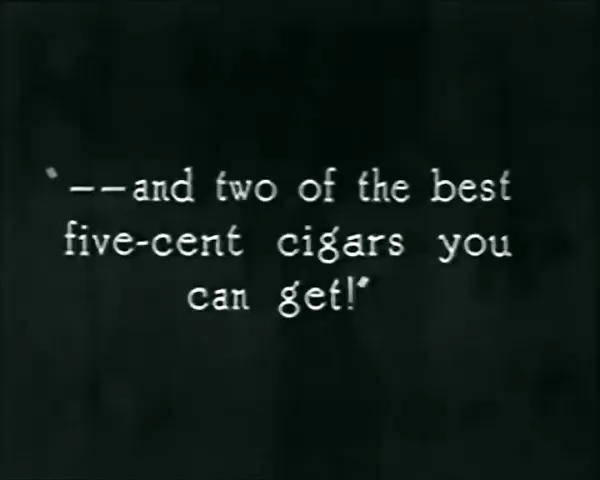 "--and two of the best
five-cent cigars you
can get!"